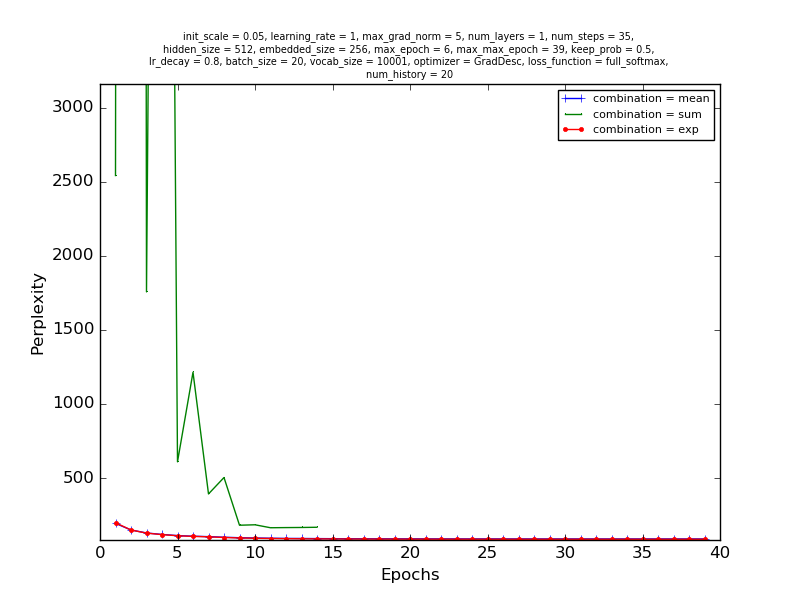 init_scale = 0.05, learning_rate = 1, max_grad_norm = 5, num_layers = 1, num_steps = 35,
hidden_size = 512, embedded_size = 256, max_epoch = 6, max_max_epoch = 39, keep_prob = 0.5,
lr_decay = 0.8, batch_size = 20, vocab_size = 10001, optimizer = GradDesc, loss_function = full_softmax,
num_history = 20
combination = mean
combination = sum
combination = exp
3000
2500
2000
1500
1000
500
Perplexity
0 5 10 15 20 25 30 35 40
Epochs